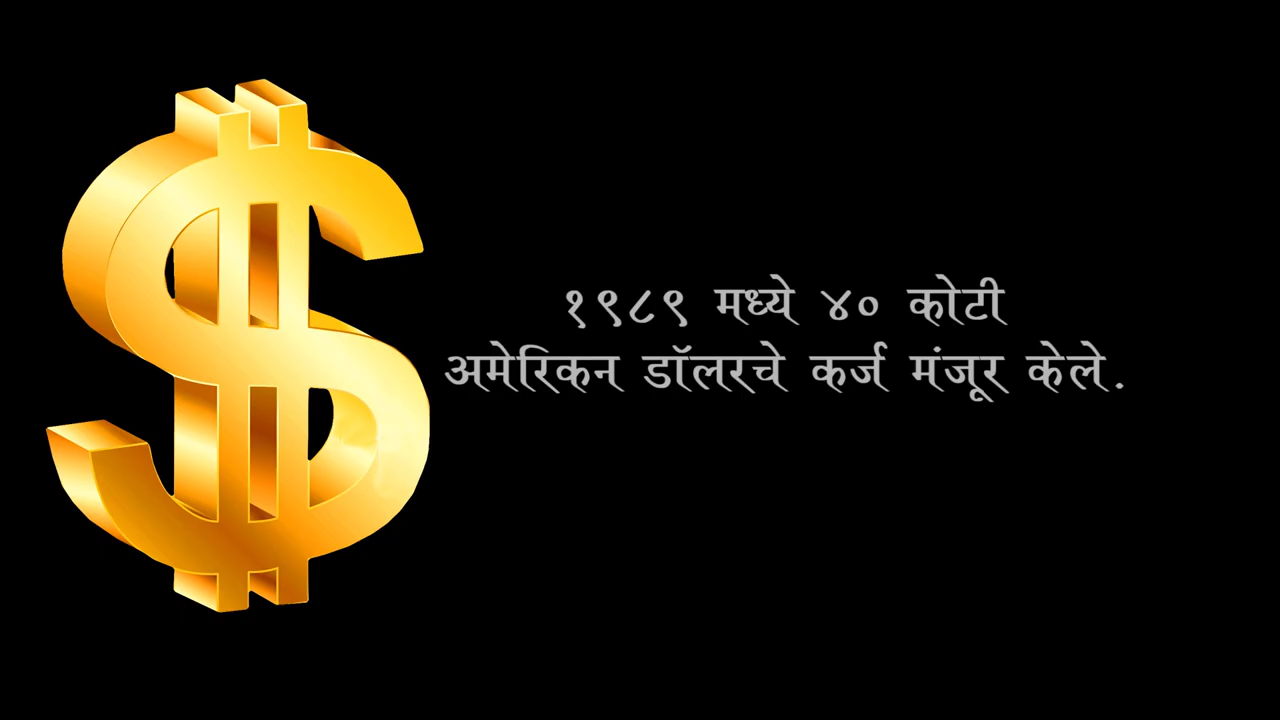 १९८९ मध्ये ४० कोटी
अमेरिकन डॉलरचे कर्ज मंजूर केले.